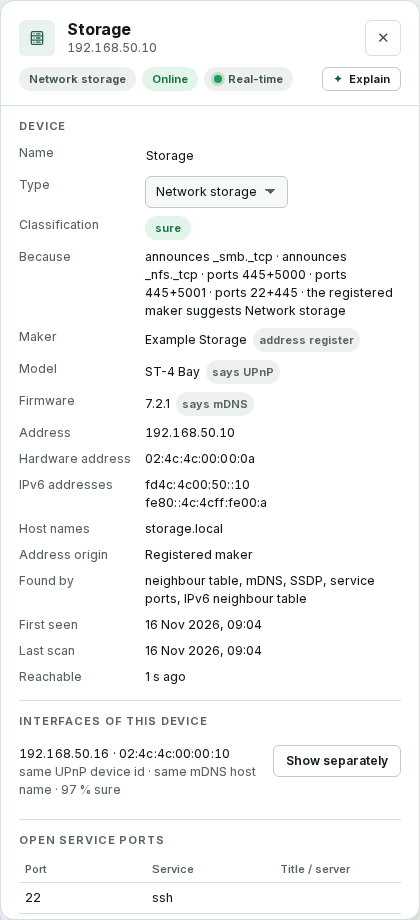 Storage
192.168.50.10
Network storage Online Real-time Explain
DEVICE
Name Storage
Type Network storage
Classification sure
Because announces _smb._tcp · announces
_nfs._tcp · ports 445+5000 · ports
445+5001 · ports 22+445 · the registered
maker suggests Network storage
Maker Example Storage address register
Model ST-4 Bay says UPnP
Firmware 7.2.1 says mDNS
Address 192.168.50.10
Hardware address 02:4c:4c:00:00:0a
IPv6 addresses fd4c:4c00:50::10
fe80::4c:4cff:fe00:a
Host names storage.local
Address origin Registered maker
Found by neighbour table, mDNS, SSDP, service
ports, IPv6 neighbour table
First seen 16 Nov 2026, 09:04
Last scan 16 Nov 2026, 09:04
Reachable 1 s ago
INTERFACES OF THIS DEVICE
192.168.50.16 · 02:4c:4c:00:00:10
same UPnP device id · same mDNS host
name · 97 % sure
Show separately
OPEN SERVICE PORTS
Port Service Title / server
22 ssh